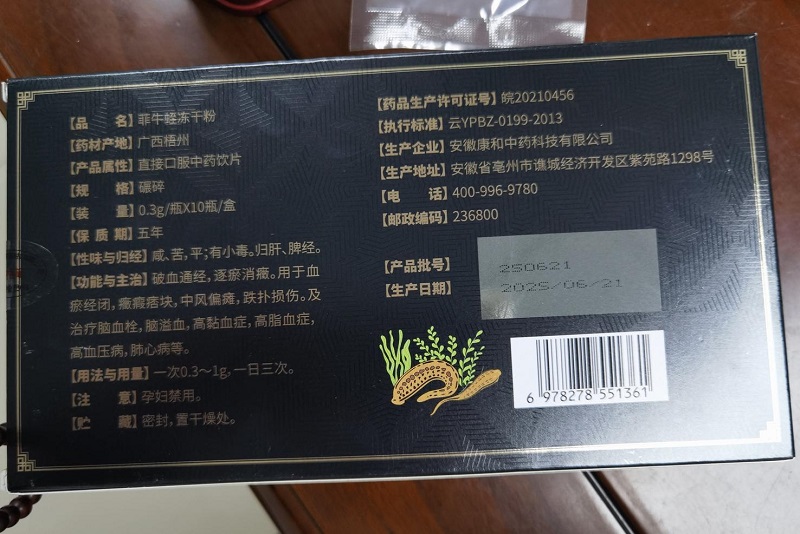 【品 名】菲牛蛭冻干粉
【药材产地】广西梧州
【产品属性】直接口服中药饮片
【规 格】碾碎
【装 量】0.3g/瓶X10瓶/盒
【保 质 期】五年
【性味与归经】咸、苦,平;有小毒。归肝、脾经。
【功能与主治】破血通经,逐瘀消癥。用于血
瘀经闭,癥瘕痞块,中风偏瘫,跌扑损伤。及
治疗脑血栓,脑溢血,高黏血症,高脂血症,
高血压病,肺心病等。
【用法与用量】一次0.3～1g,一日三次。
【注 意】孕妇禁用。
【贮 藏】密封,置干燥处。
【药品生产许可证号】皖20210456
【执行标准】云YPBZ-0199-2013
【生产企业】安徽康和中药科技有限公司
【生产地址】安徽省亳州市谯城经济开发区紫苑路1298号
【电 话】400-996-9780
【邮政编码】236800
【产品批号】250621
【生产日期】2025/06/21
6 978278 551361